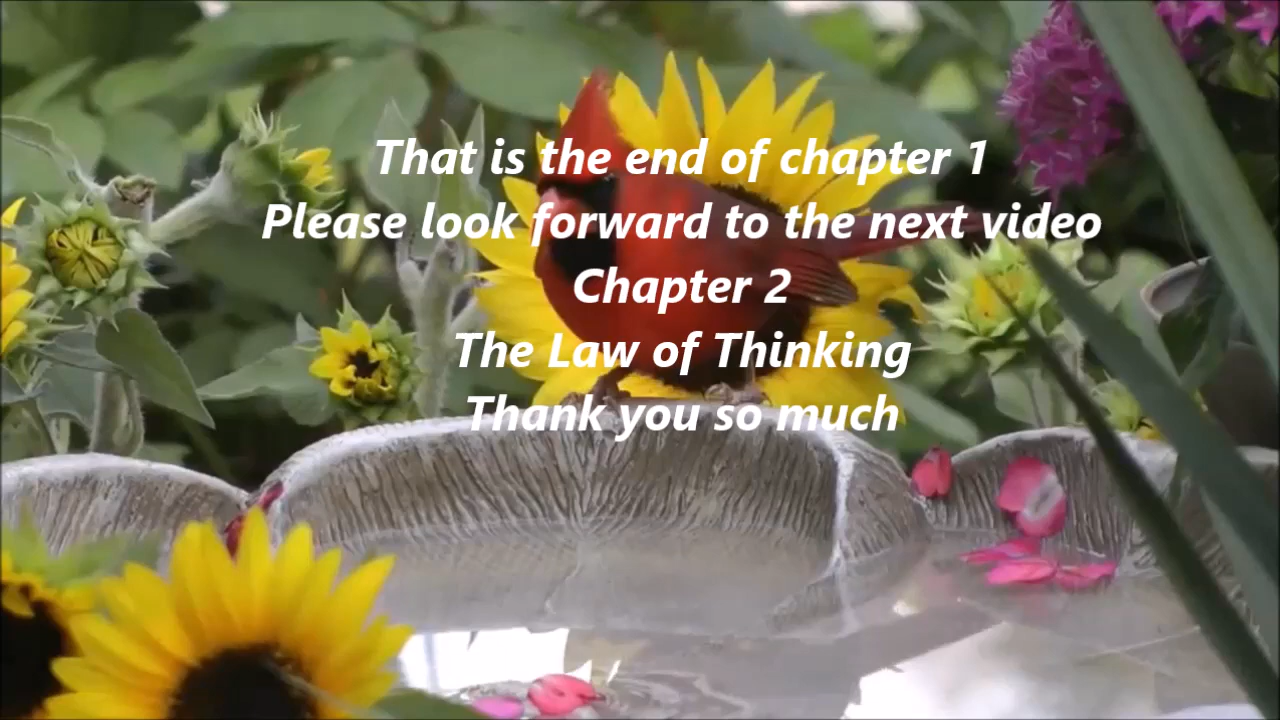 That is the end of chapter 1
Please look forward to the next video
Chapter 2
The Law of Thinking
Thank you so much